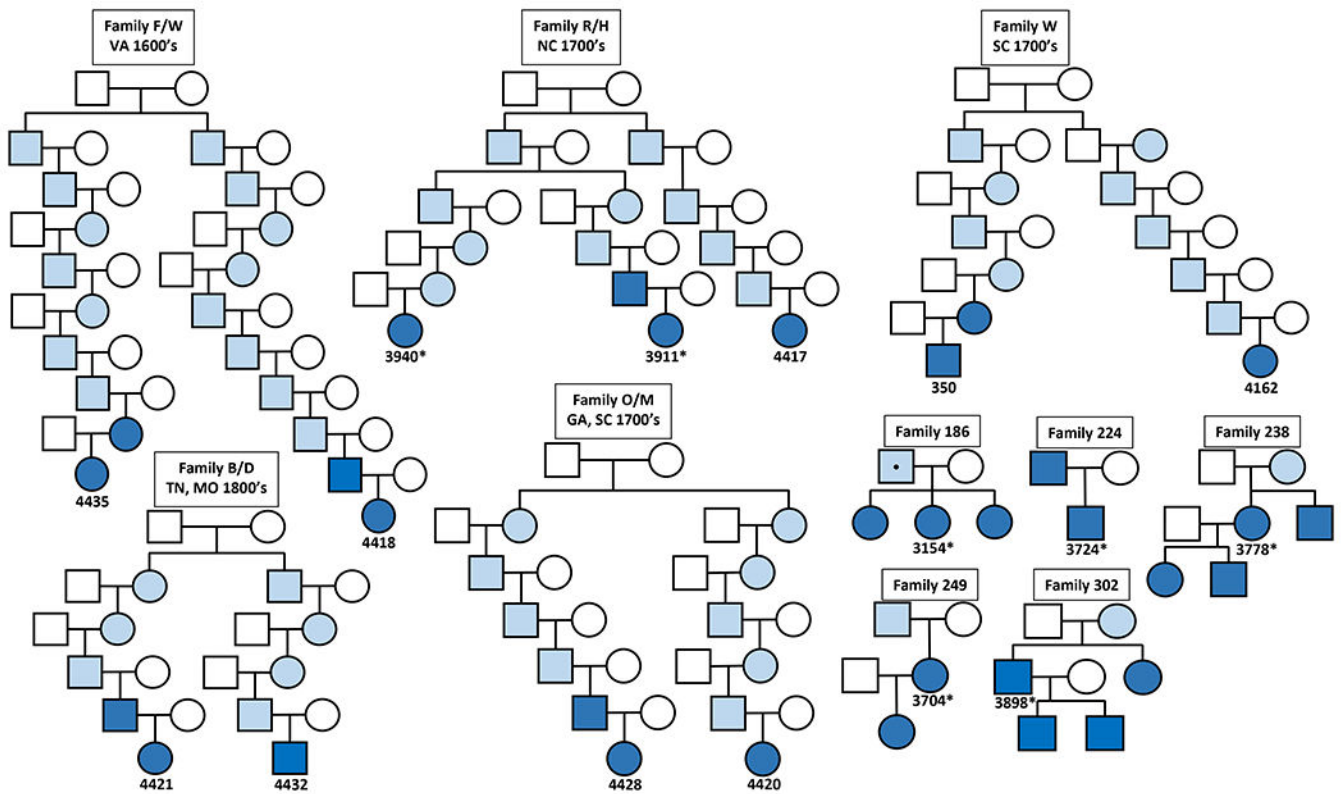 Family F/W
VA 1600's
Family R/H
NC 1700's
Family W
SC 1700's
3940*
3911*
4417
350
4162
Family O/M
GA, SC 1700's
Family 186
Family 224
Family 238
4435
Family B/D
TN, MO 1800's
4418
3154*
3724*
3778*
Family 249
Family 302
3704*
3898*
4421
4432
4428
4420